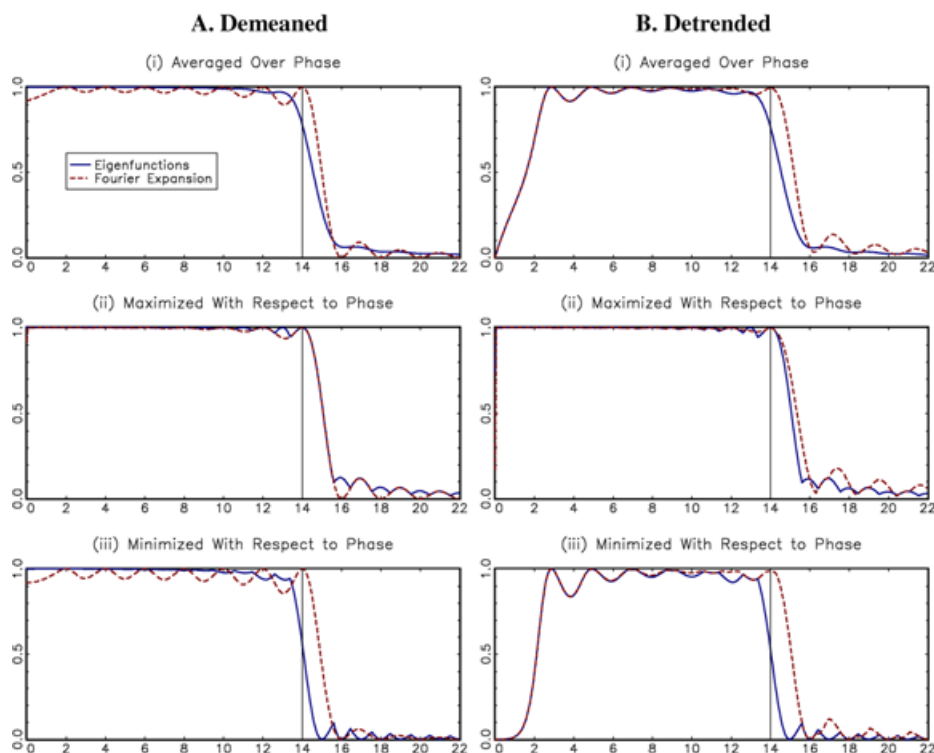 A. Demeaned
B. Detrended
(i) Averaged Over Phase
(i) Averaged Over Phase
1.0
0.5
0.0
Eigenfunctions
Fourier Expansion
0 2 4 6 8 10 12 14 16 18 20 22
1.0
0.5
0.0
0 2 4 6 8 10 12 14 16 18 20 22
(ii) Maximized With Respect to Phase
(ii) Maximized With Respect to Phase
1.0
0.5
0.0
0 2 4 6 8 10 12 14 16 18 20 22
1.0
0.5
0.0
0 2 4 6 8 10 12 14 16 18 20 22
(iii) Minimized With Respect to Phase
(iii) Minimized With Respect to Phase
1.0
0.5
0.0
0 2 4 6 8 10 12 14 16 18 20 22
1.0
0.5
0.0
0 2 4 6 8 10 12 14 16 18 20 22